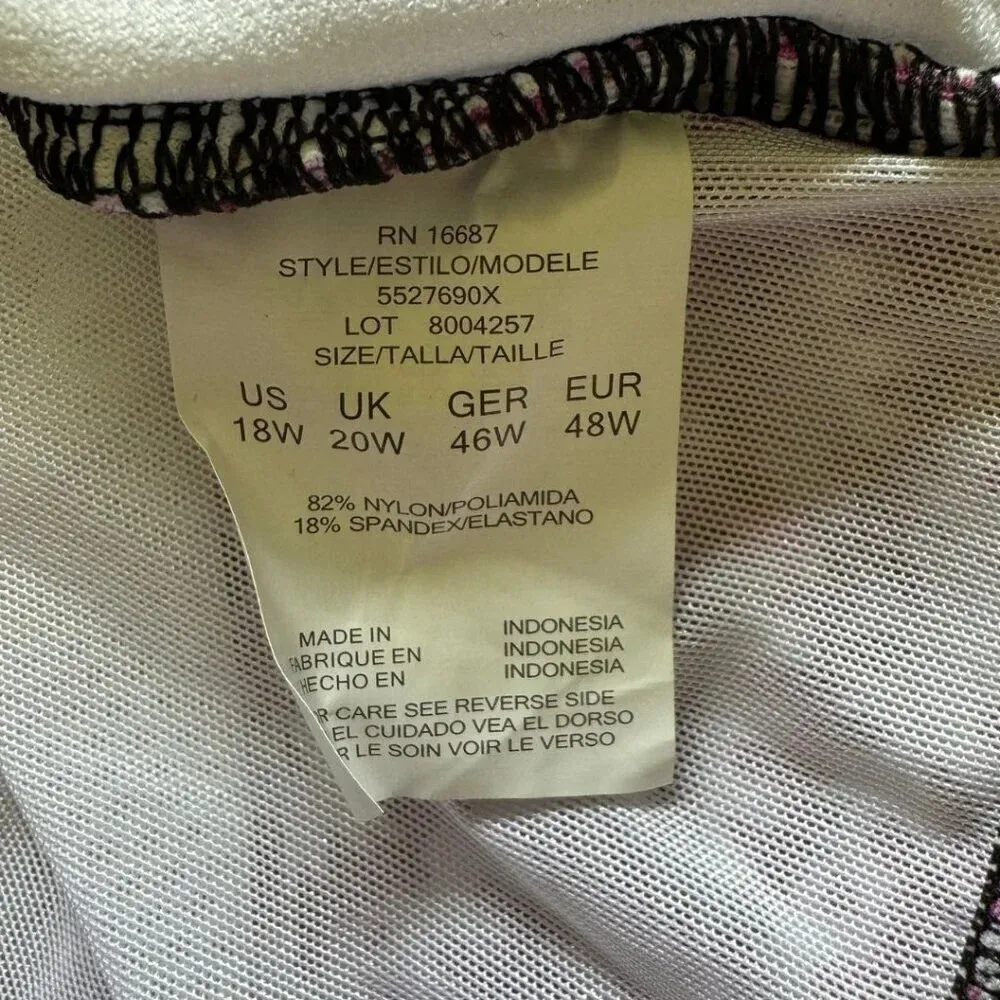 RN 16687
STYLE/ESTILO/MODELE
5527690X
LOT 8004257
SIZE/TALLA/TAILLE
US UK GER EUR
18W 20W 46W 48W
82% NYLON/POLIAMIDA
18% SPANDEX/ELASTANO
MADE IN INDONESIA
FABRIQUE EN INDONESIA
HECHO EN INDONESIA
R CARE SEE REVERSE SIDE
EL CUIDADO VEA EL DORSO
R LE SOIN VOIR LE VERSO